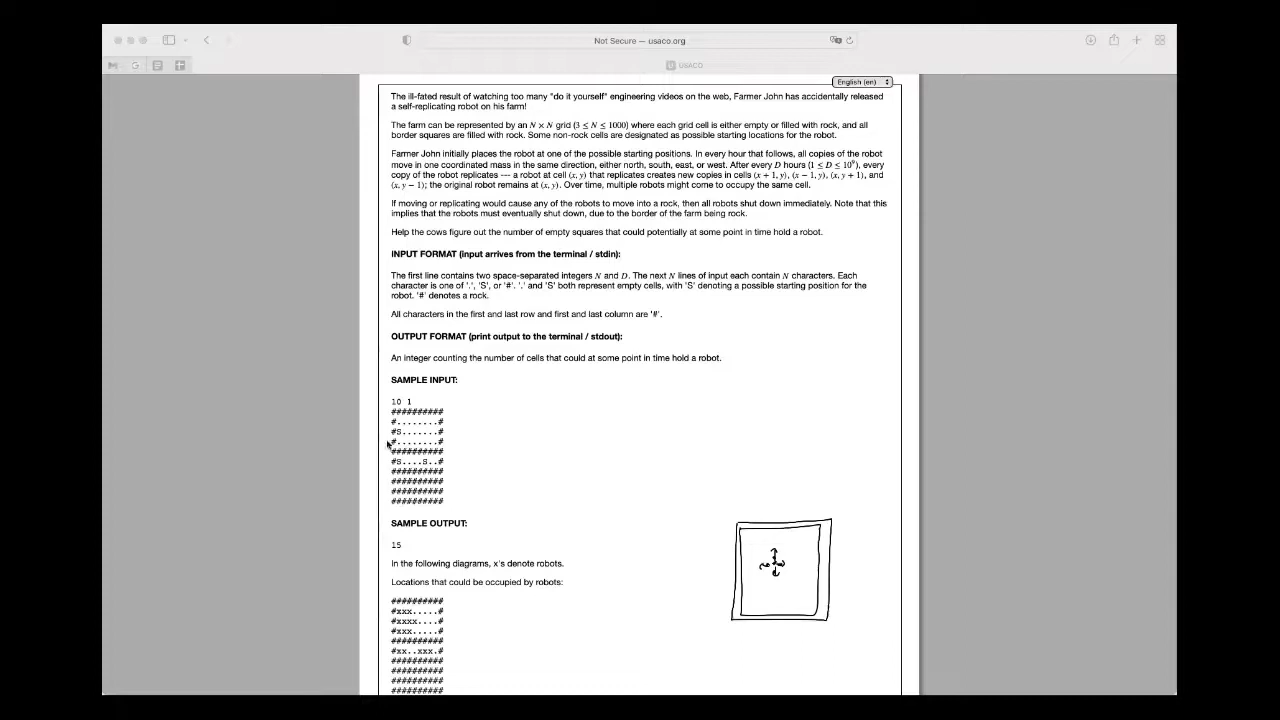 Not Secure — usaco.org
USACO
English (en)
The ill-fated result of watching too many "do it yourself" engineering videos on the web, Farmer John has accidentally released
a self-replicating robot on his farm!
The farm can be represented by an N × N grid (3 ≤ N ≤ 1000) where each grid cell is either empty or filled with rock, and all
border squares are filled with rock. Some non-rock cells are designated as possible starting locations for the robot.
Farmer John initially places the robot at one of the possible starting positions. In every hour that follows, all copies of the robot
move in one coordinated mass in the same direction, either north, south, east, or west. After every D hours (1 ≤ D ≤ 10⁹), every
copy of the robot replicates --- a robot at cell (x, y) that replicates creates new copies in cells (x + 1, y), (x − 1, y), (x, y + 1), and
(x, y − 1); the original robot remains at (x, y). Over time, multiple robots might come to occupy the same cell.
If moving or replicating would cause any of the robots to move into a rock, then all robots shut down immediately. Note that this
implies that the robots must eventually shut down, due to the border of the farm being rock.
Help the cows figure out the number of empty squares that could potentially at some point in time hold a robot.
INPUT FORMAT (input arrives from the terminal / stdin):
The first line contains two space-separated integers N and D. The next N lines of input each contain N characters. Each
character is one of '.', 'S', or '#'. '.' and 'S' both represent empty cells, with 'S' denoting a possible starting position for the
robot. '#' denotes a rock.
All characters in the first and last row and first and last column are '#'.
OUTPUT FORMAT (print output to the terminal / stdout):
An integer counting the number of cells that could at some point in time hold a robot.
SAMPLE INPUT:
10 1
##########
#........#
#S.......#
#........#
##########
#S....S..#
##########
##########
##########
##########
SAMPLE OUTPUT:
15
In the following diagrams, x's denote robots.
Locations that could be occupied by robots:
##########
#xxx.....#
#xxxx....#
#xxx.....#
##########
#xx..xxx.#
##########
##########
##########
##########